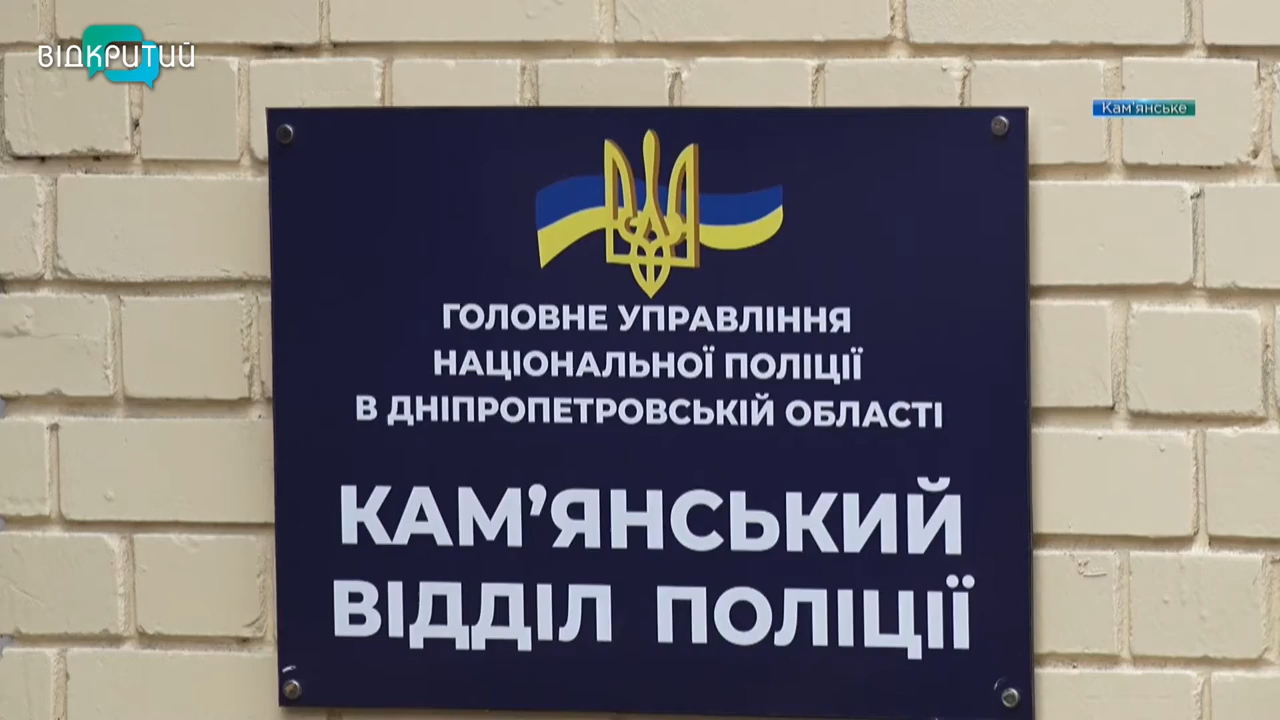 ВІДКРИТИЙ
Кам'янське
ГОЛОВНЕ УПРАВЛІННЯ
НАЦІОНАЛЬНОЇ ПОЛІЦІЇ
В ДНІПРОПЕТРОВСЬКІЙ ОБЛАСТІ
КАМ’ЯНСЬКИЙ
ВІДДІЛ ПОЛІЦІЇ